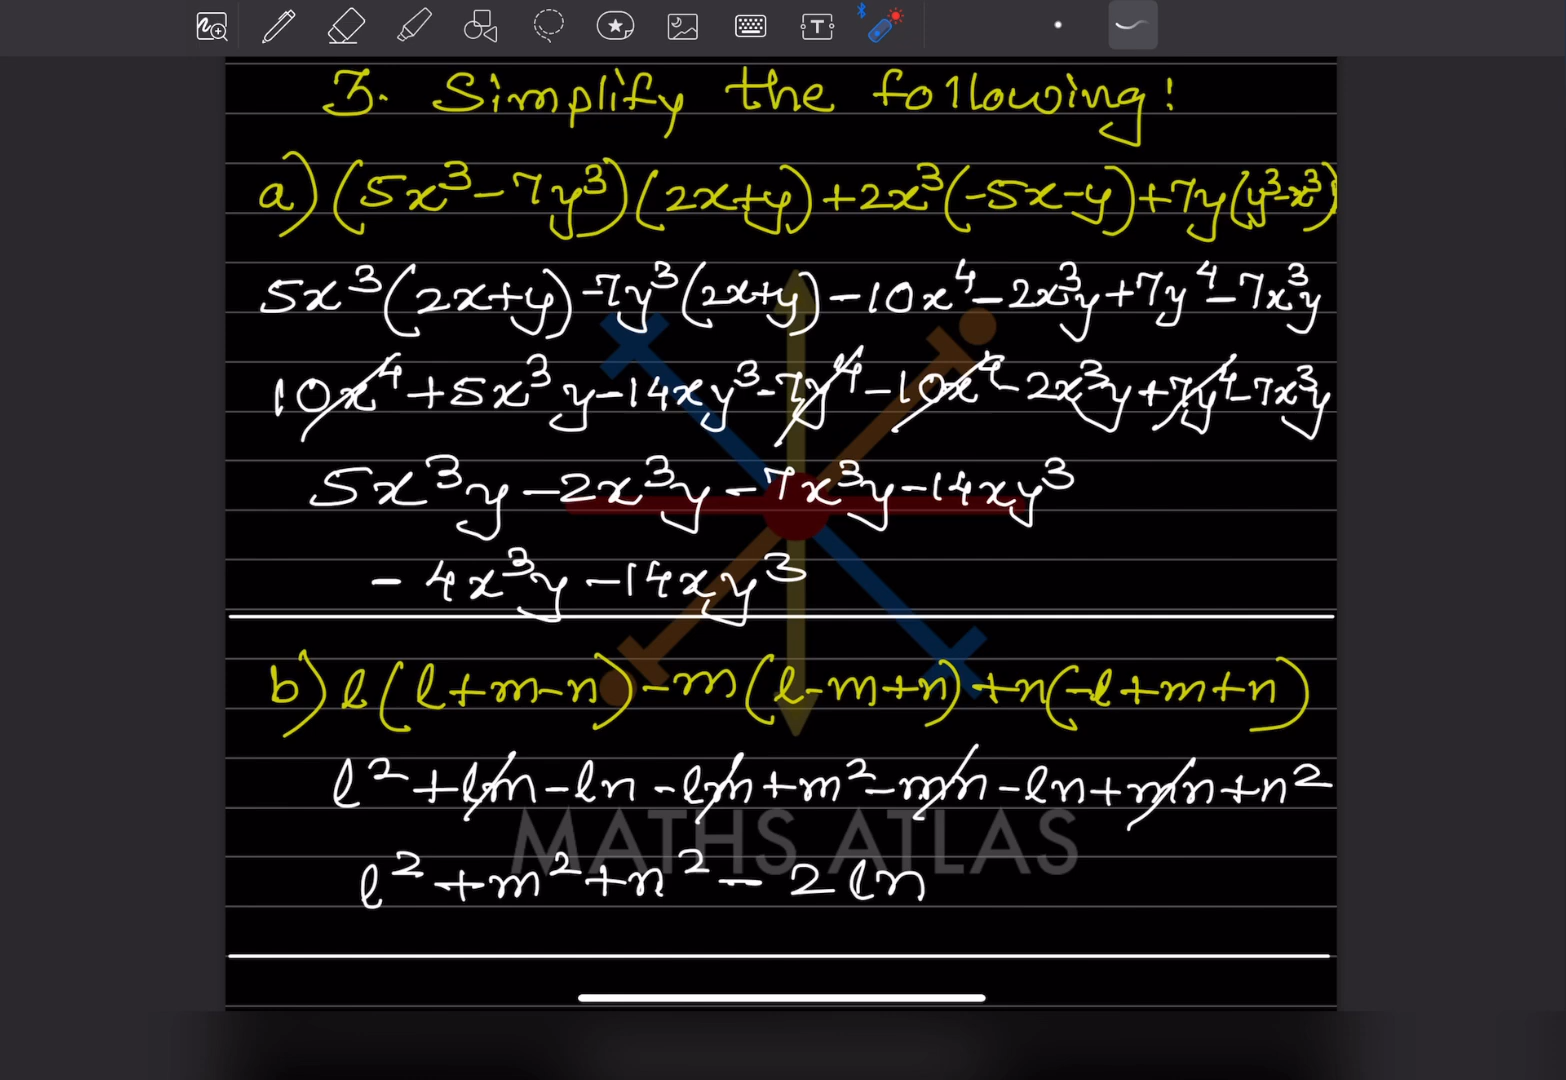 3. Simplify the following:
a) (5x³-7y³)(2x+y)+2x³(-5x-y)+7y(y³-x³)
5x³(2x+y)-7y³(2x+y)-10x⁴-2x³y+7y⁴-7x³y
10x⁴+5x³y-14xy³-7y⁴-10x⁴-2x³y+7y⁴-7x³y
5x³y-2x³y-7x³y-14xy³
-4x³y-14xy³
b) l(l+m-n)-m(l-m+n)+n(-l+m+n)
l²+lm-ln-lm+m²-mn-ln+mn+n²
MATHS ATLAS
l²+m²+n²-2ln